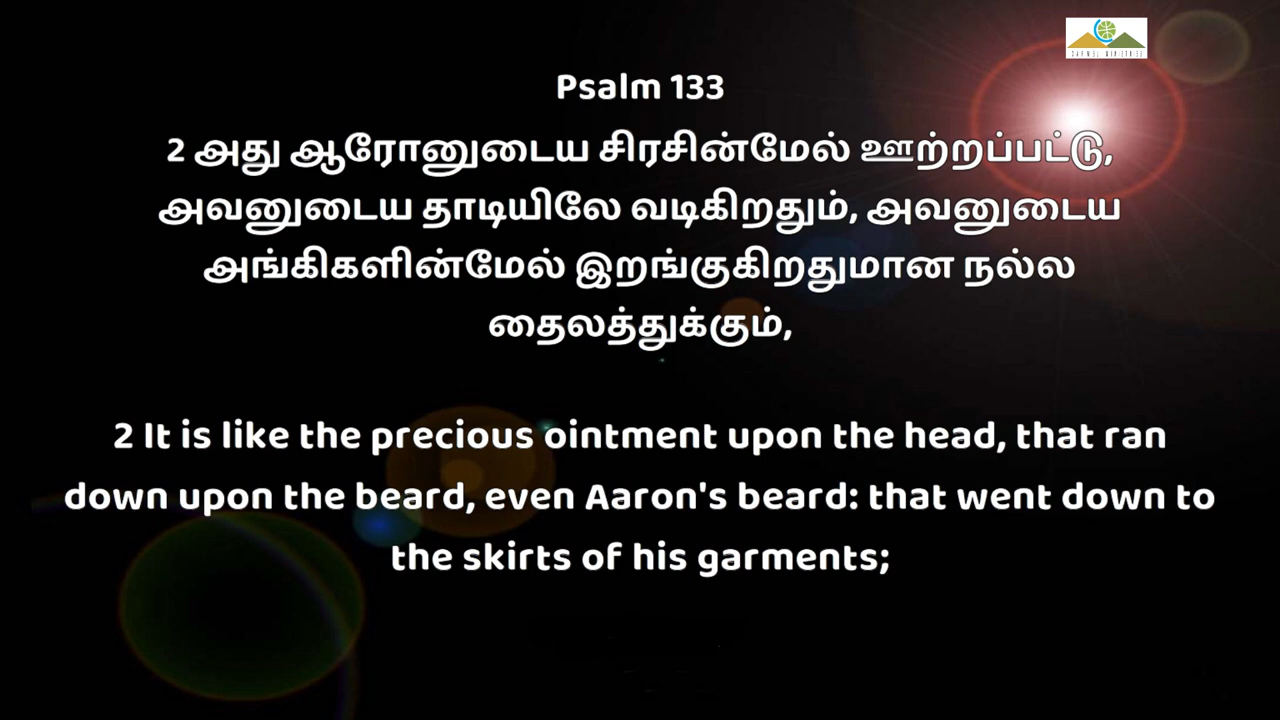 CARMEL MINISTRIES
Psalm 133
2 அது ஆரோனுடைய சிரசின்மேல் ஊற்றப்பட்டு,
அவனுடைய தாடியிலே வடிகிறதும், அவனுடைய
அங்கிகளின்மேல் இறங்குகிறதுமான நல்ல
தைலத்துக்கும்,
2 It is like the precious ointment upon the head, that ran
down upon the beard, even Aaron's beard: that went down to
the skirts of his garments;